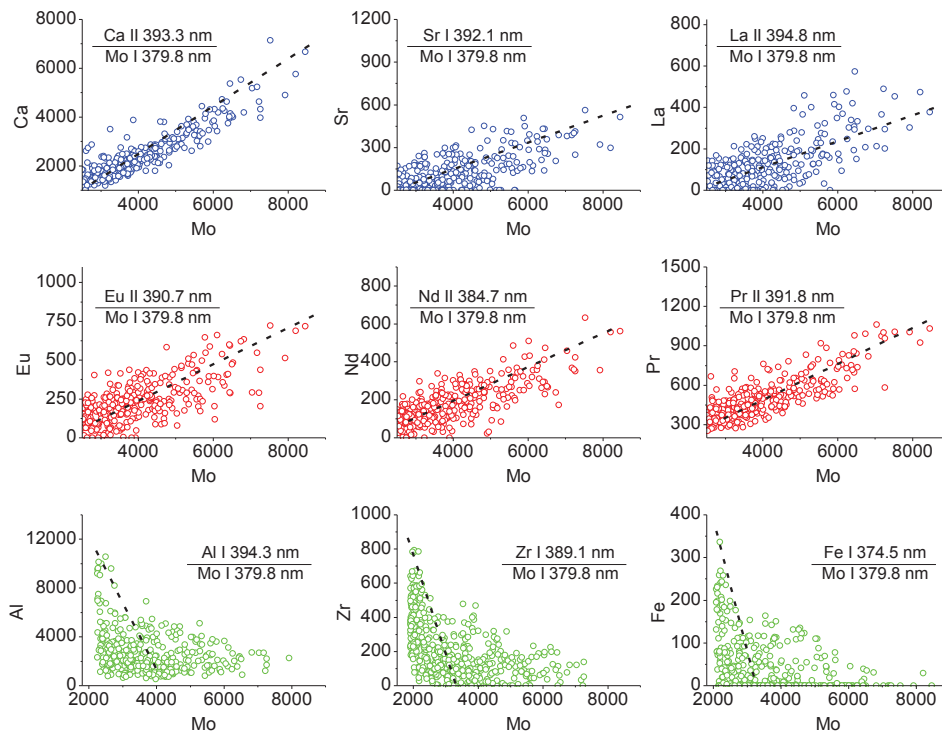 Ca II 393.3 nm
Mo I 379.8 nm
Ca
8000
6000
4000
2000
4000 6000 8000
Mo
Sr I 392.1 nm
Mo I 379.8 nm
Sr
1200
900
600
300
0
4000 6000 8000
Mo
La II 394.8 nm
Mo I 379.8 nm
La
800
600
400
200
0
4000 6000 8000
Mo
Eu II 390.7 nm
Mo I 379.8 nm
Eu
1000
750
500
250
0
4000 6000 8000
Mo
Nd II 384.7 nm
Mo I 379.8 nm
Nd
800
600
400
200
0
4000 6000 8000
Mo
Pr II 391.8 nm
Mo I 379.8 nm
Pr
1500
1200
900
600
300
4000 6000 8000
Mo
Al I 394.3 nm
Mo I 379.8 nm
Al
12000
8000
4000
0
2000 4000 6000 8000
Mo
Zr I 389.1 nm
Mo I 379.8 nm
Zr
1000
800
600
400
200
0
2000 4000 6000 8000
Mo
Fe I 374.5 nm
Mo I 379.8 nm
Fe
400
300
200
100
0
2000 4000 6000 8000
Mo